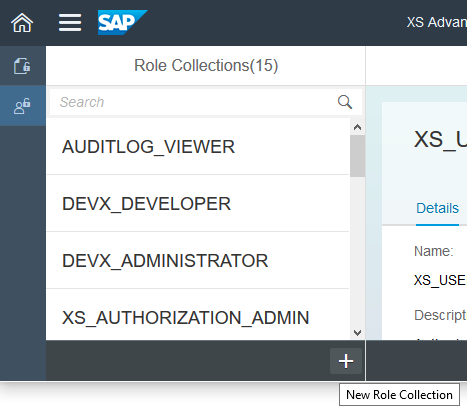 SAP
XS Advan
Role Collections(15)
Search
AUDITLOG_VIEWER
DEVX_DEVELOPER
DEVX_ADMINISTRATOR
XS_AUTHORIZATION_ADMIN
XS_U
Details
Name:
XS_USE
Descript
New Role Collection